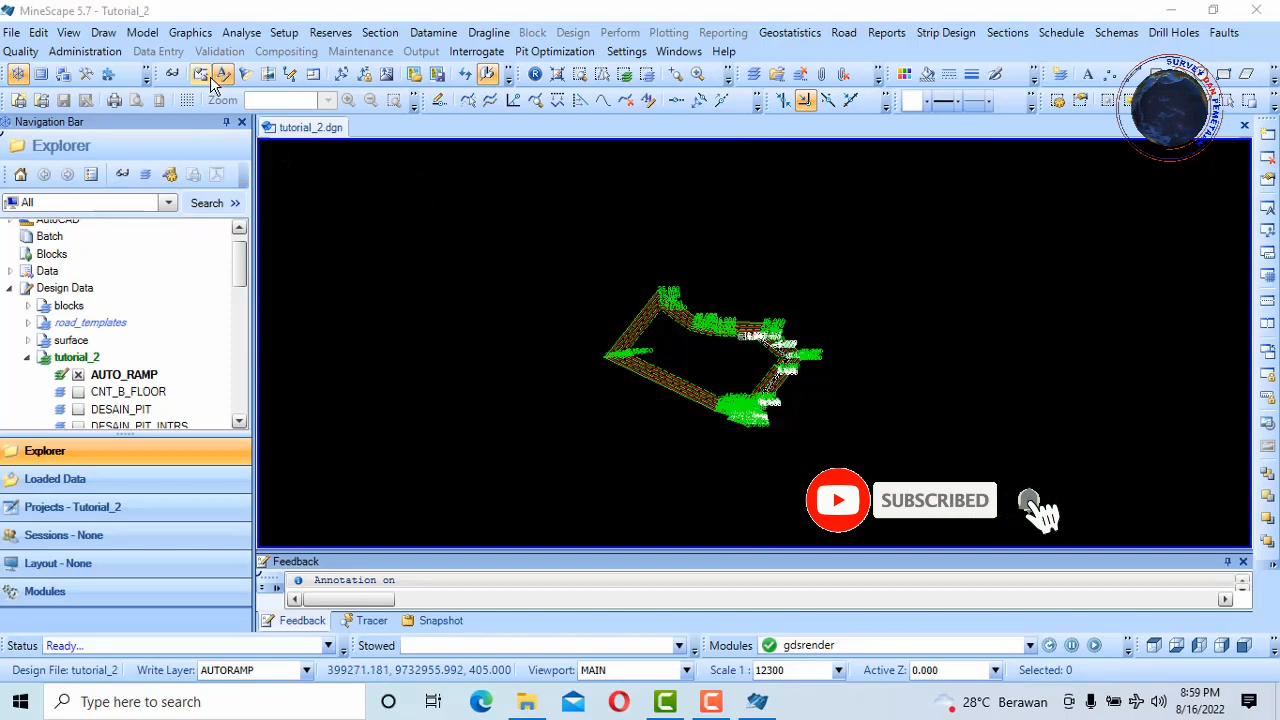 MineScape 5.7 - Tutorial_2
File Edit View Draw Model Graphics Analyse Setup Reserves Section Datamine Dragline Block Design Perform Plotting Reporting Geostatistics Road Reports Strip Design Sections Schedule Schemas Drill Holes Faults
Quality Administration Data Entry Validation Compositing Maintenance Output Interrogate Pit Optimization Settings Windows Help
Zoom
Navigation Bar
tutorial_2.dgn
Explorer
All
Search »
AutoCAD
Batch
Blocks
Data
Design Data
blocks
road_templates
surface
tutorial_2
AUTO_RAMP
CNT_B_FLOOR
DESAIN_PIT
DESAIN_PIT_INTRS
Explorer
Loaded Data
Projects - Tutorial_2
Sessions - None
Layout - None
Modules
SUBSCRIBED
Feedback
Annotation on
Feedback Tracer Snapshot
Status Ready... Stowed Modules gdsrender
Design File: tutorial_2 Write Layer: AUTORAMP 399271.181, 9732955.992, 405.000 Viewport: MAIN Scale 1: 12300 Active Z: 0.000 Selected: 0
Type here to search
28°C Berawan
8:59 PM
8/16/2022